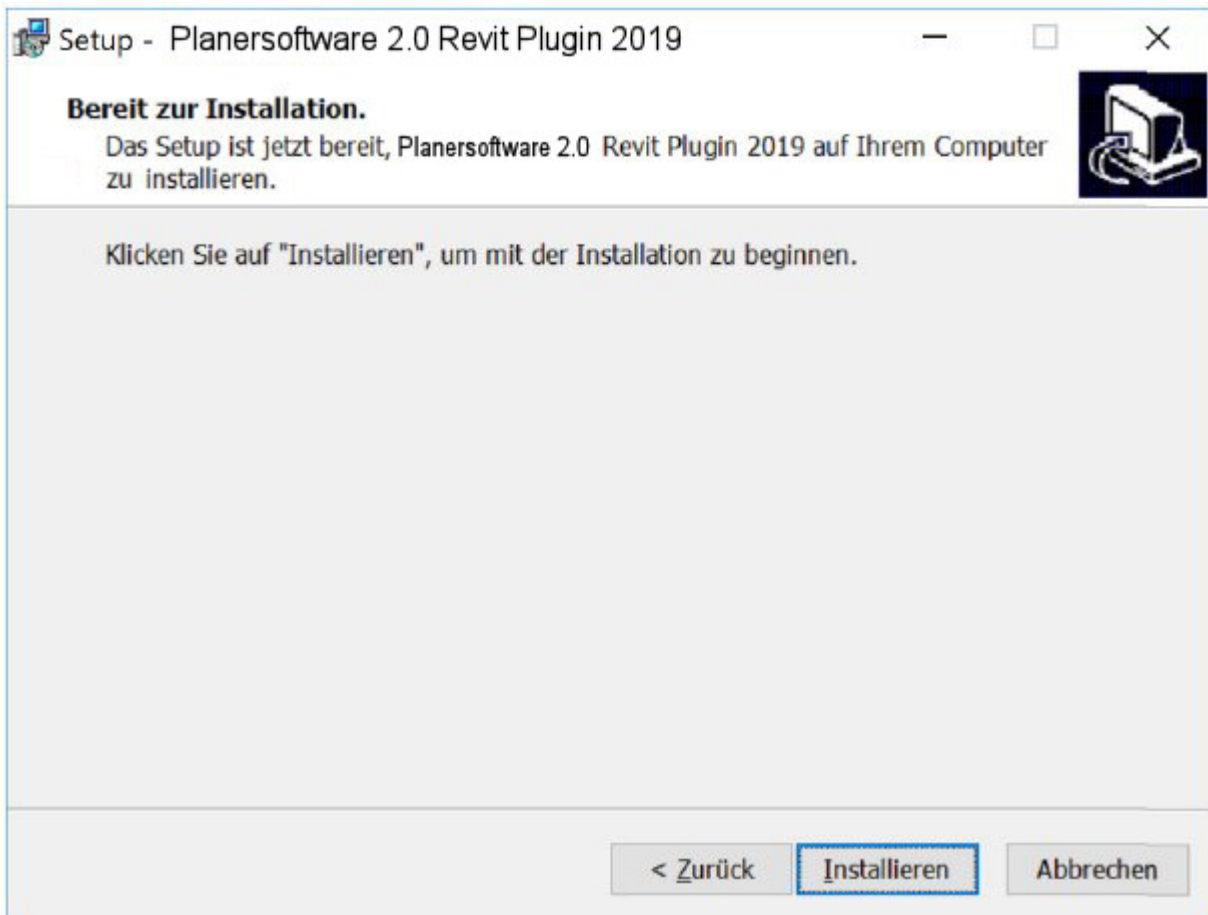 Setup - Planersoftware 2.0 Revit Plugin 2019
Bereit zur Installation.
Das Setup ist jetzt bereit, Planersoftware 2.0 Revit Plugin 2019 auf Ihrem Computer
zu installieren.
Klicken Sie auf "Installieren", um mit der Installation zu beginnen.
< Zurück Installieren Abbrechen